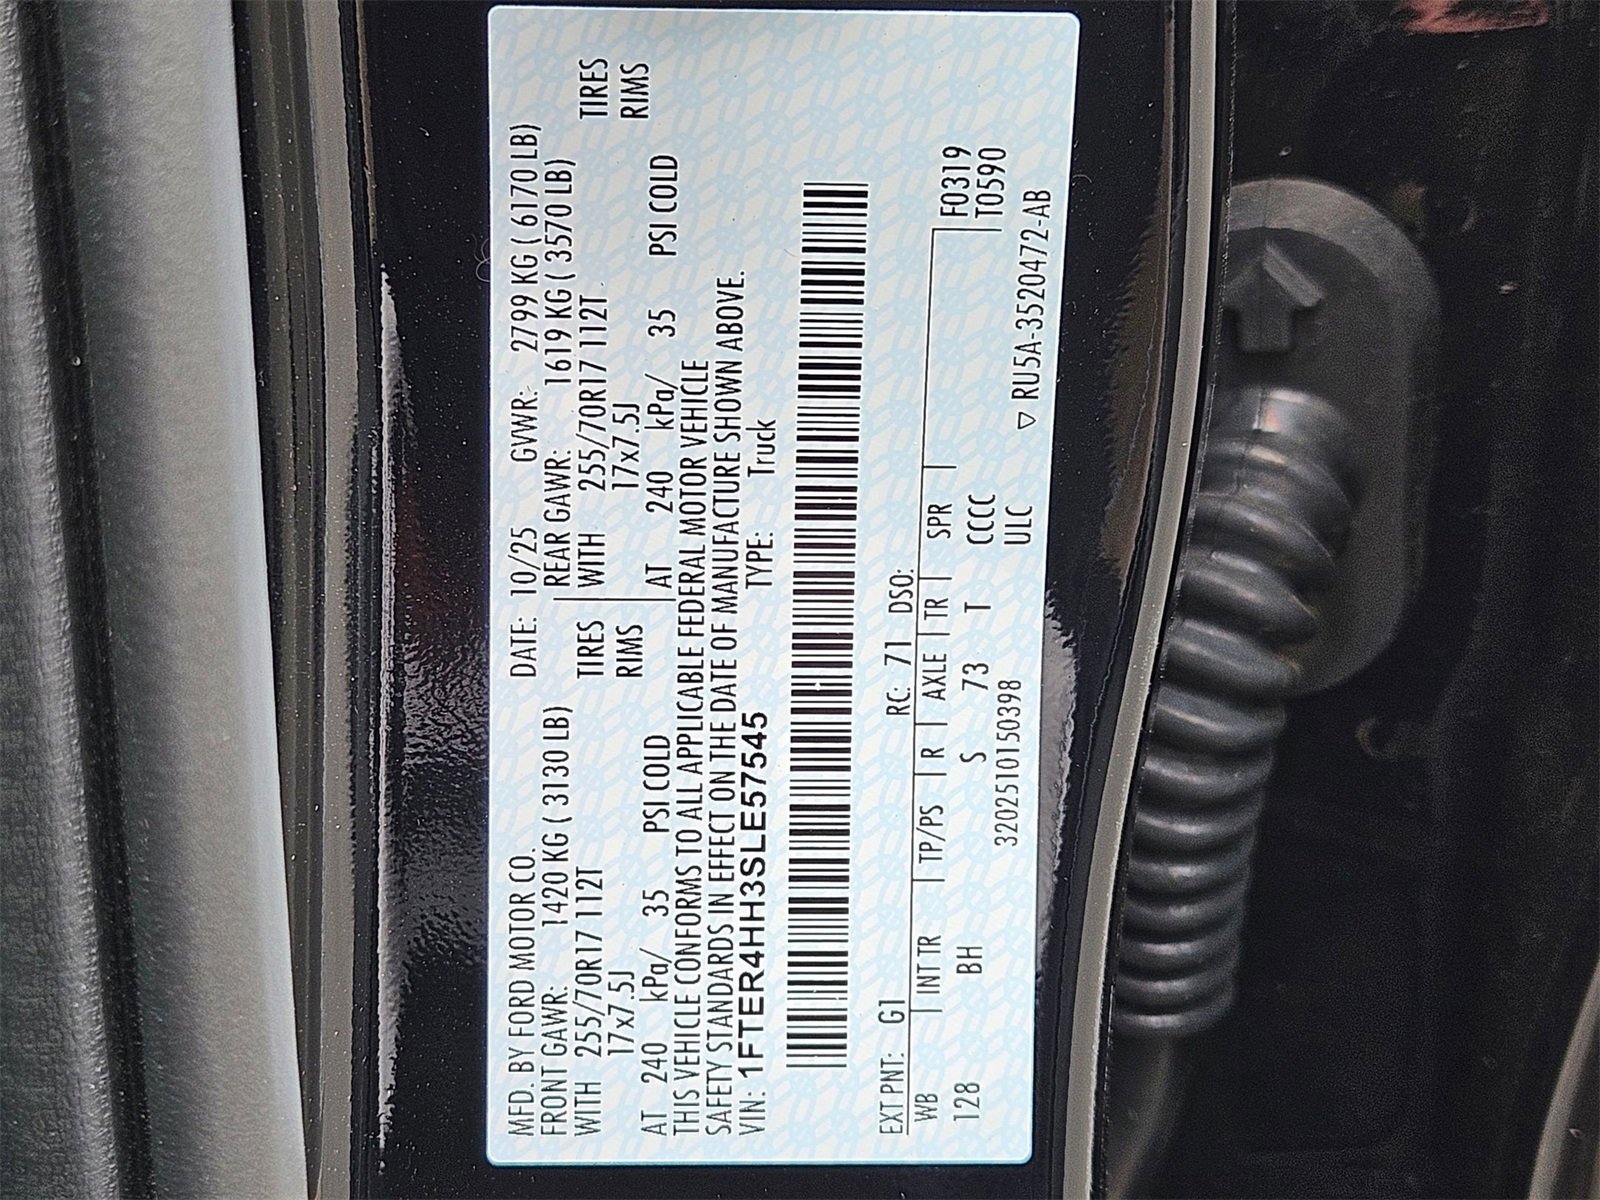 MFD. BY FORD MOTOR CO. DATE: 10/25 GVWR: 2799 KG ( 6170 LB)
FRONT GAWR: 1420 KG ( 3130 LB) REAR GAWR: 1619 KG ( 3570 LB)
WITH 255/70R17 112T TIRES WITH 255/70R17 112T TIRES
17x7.5J RIMS 17x7.5J RIMS
AT 240 kPa/ 35 PSI COLD AT 240 kPa/ 35 PSI COLD
THIS VEHICLE CONFORMS TO ALL APPLICABLE FEDERAL MOTOR VEHICLE
SAFETY STANDARDS IN EFFECT ON THE DATE OF MANUFACTURE SHOWN ABOVE.
VIN: 1FTER4HH3SLE57545 TYPE: Truck
EXT PNT: G1 RC: 71 DSO:
WB INT TR TP/PS R AXLE TR SPR F0319
128 BH S 73 T CCCC T0590
320251015​0398 ULC
▽ RU5A-3520472-AB